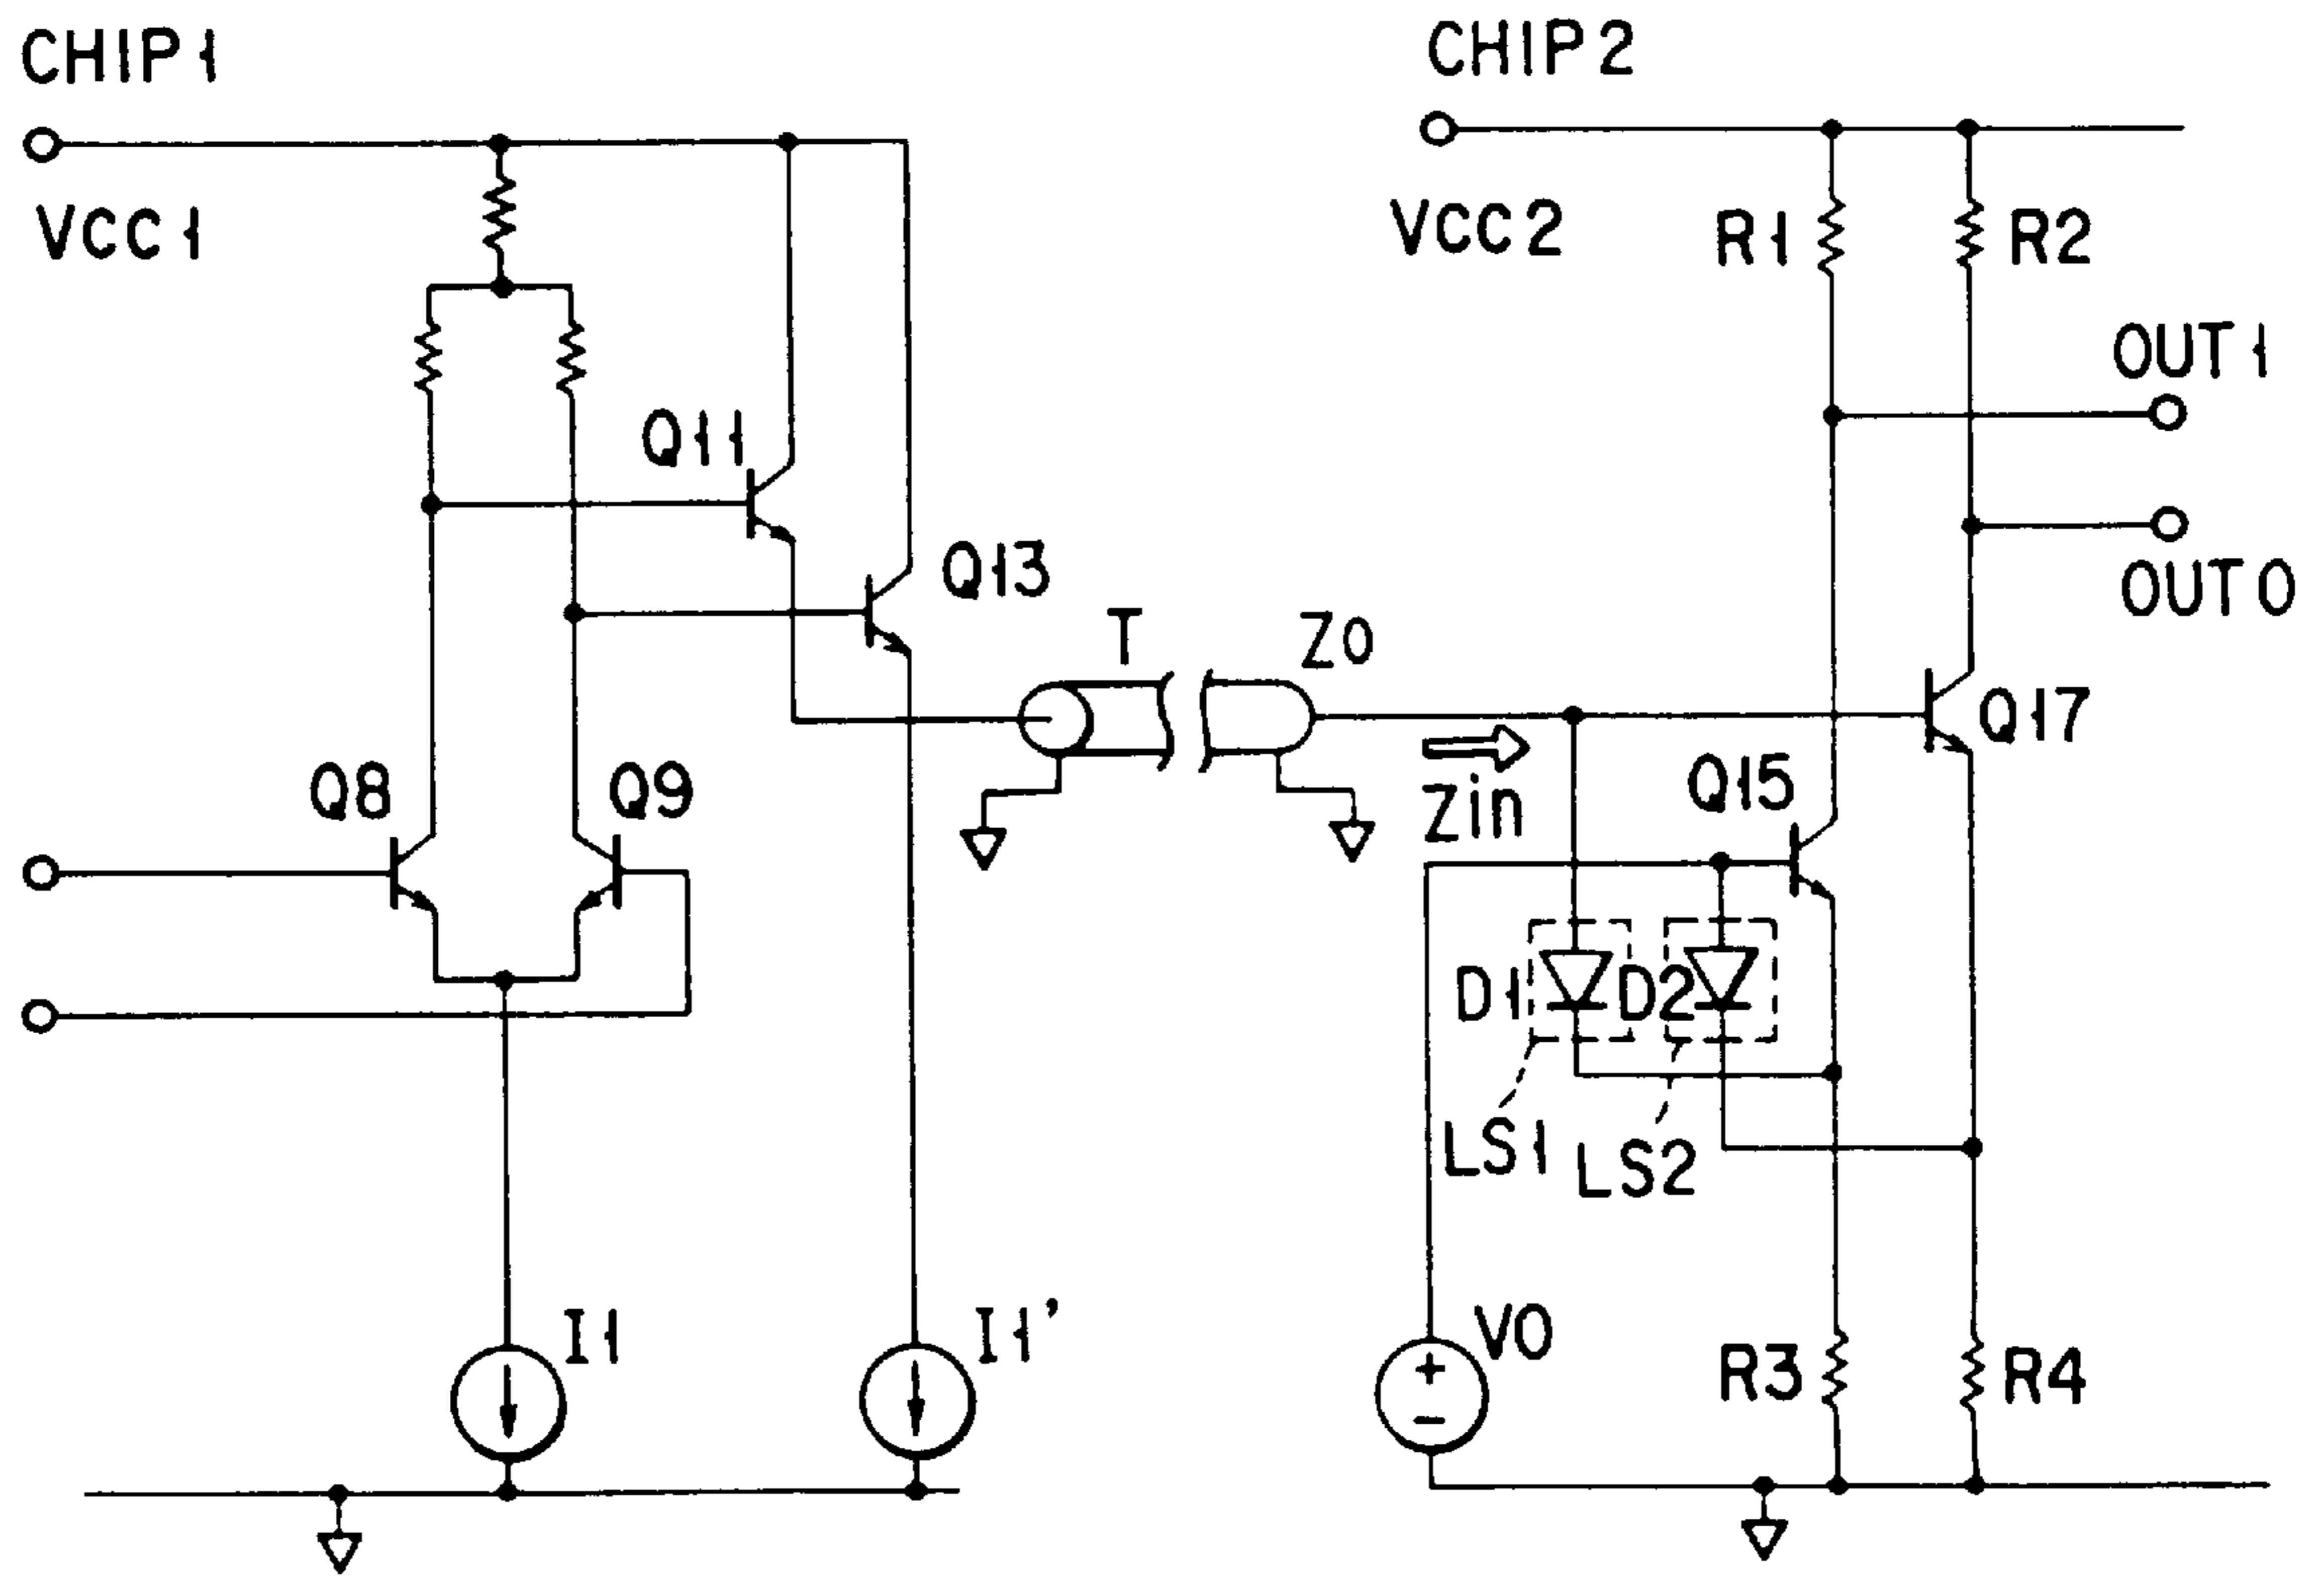 CHIP1
CHIP2
VCC1
VCC2
R1
R2
OUT1
Q11
Q13
OUT0
T
Zo
Q17
Q8
Q9
Zin
Q15
D1
D2
LS1
LS2
I1
I1'
V0
+
−
R3
R4